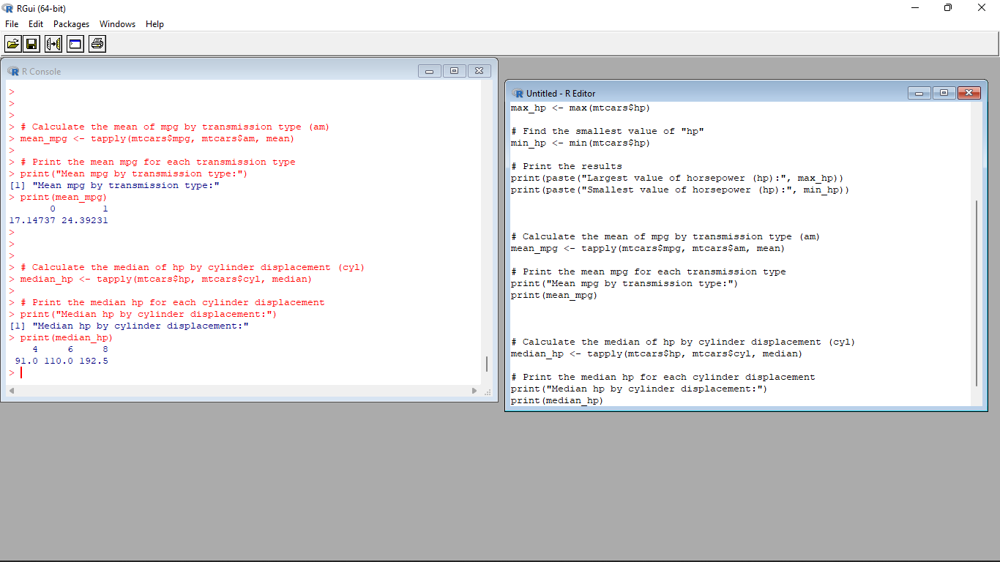 RGui (64-bit)
File Edit Packages Windows Help
R Console
>
>
>
> # Calculate the mean of mpg by transmission type (am)
> mean_mpg <- tapply(mtcars$mpg, mtcars$am, mean)
>
> # Print the mean mpg for each transmission type
> print("Mean mpg by transmission type:")
[1] "Mean mpg by transmission type:"
> print(mean_mpg)
       0        1
17.14737 24.39231
>
>
>
> # Calculate the median of hp by cylinder displacement (cyl)
> median_hp <- tapply(mtcars$hp, mtcars$cyl, median)
>
> # Print the median hp for each cylinder displacement
> print("Median hp by cylinder displacement:")
[1] "Median hp by cylinder displacement:"
> print(median_hp)
    4     6     8
 91.0 110.0 192.5
>
Untitled - R Editor
max_hp <- max(mtcars$hp)
# Find the smallest value of "hp"
min_hp <- min(mtcars$hp)
# Print the results
print(paste("Largest value of horsepower (hp):", max_hp))
print(paste("Smallest value of horsepower (hp):", min_hp))
# Calculate the mean of mpg by transmission type (am)
mean_mpg <- tapply(mtcars$mpg, mtcars$am, mean)
# Print the mean mpg for each transmission type
print("Mean mpg by transmission type:")
print(mean_mpg)
# Calculate the median of hp by cylinder displacement (cyl)
median_hp <- tapply(mtcars$hp, mtcars$cyl, median)
# Print the median hp for each cylinder displacement
print("Median hp by cylinder displacement:")
print(median_hp)